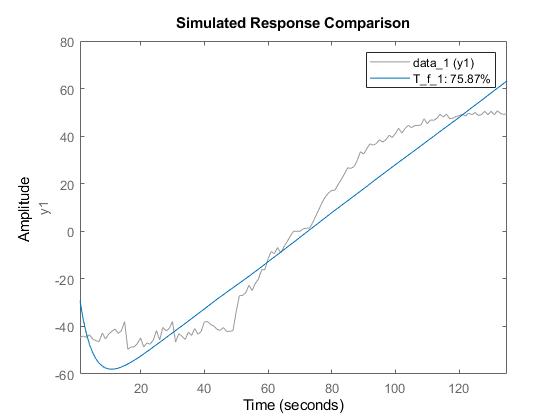 Simulated Response Comparison
80
60
40
20
0
-20
-40
-60
20
40
60
80
100
120
Amplitude
y1
Time (seconds)
data_1 (y1)
T_f_1: 75.87%